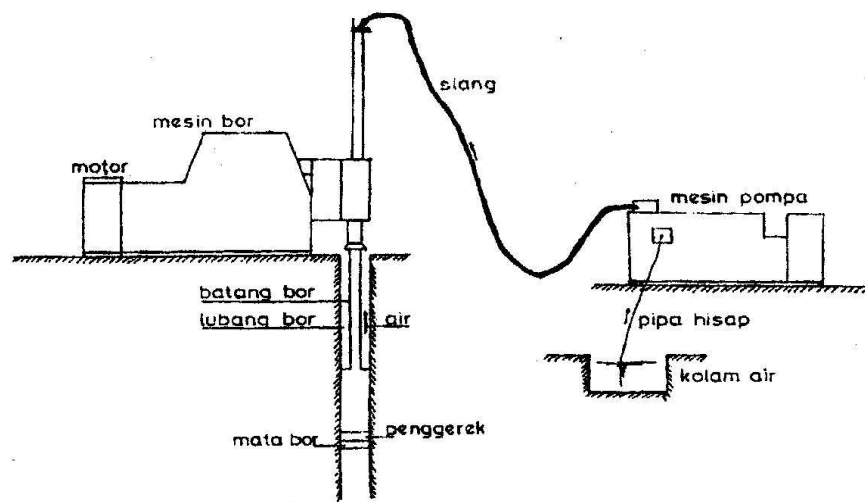 slang
mesin bor
motor
mesin pompa
batang bor
lubang bor
air
pipa hisap
kolam air
penggerek
mata bor